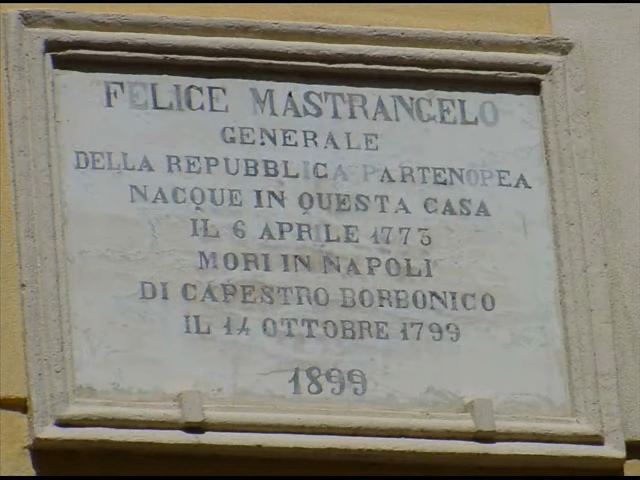 FELICE MASTRANGELO
GENERALE
DELLA REPUBBLICA PARTENOPEA
NACQUE IN QUESTA CASA
IL 6 APRILE 1773
MORI IN NAPOLI
DI CAPESTRO BORBONICO
IL 14 OTTOBRE 1799
1899